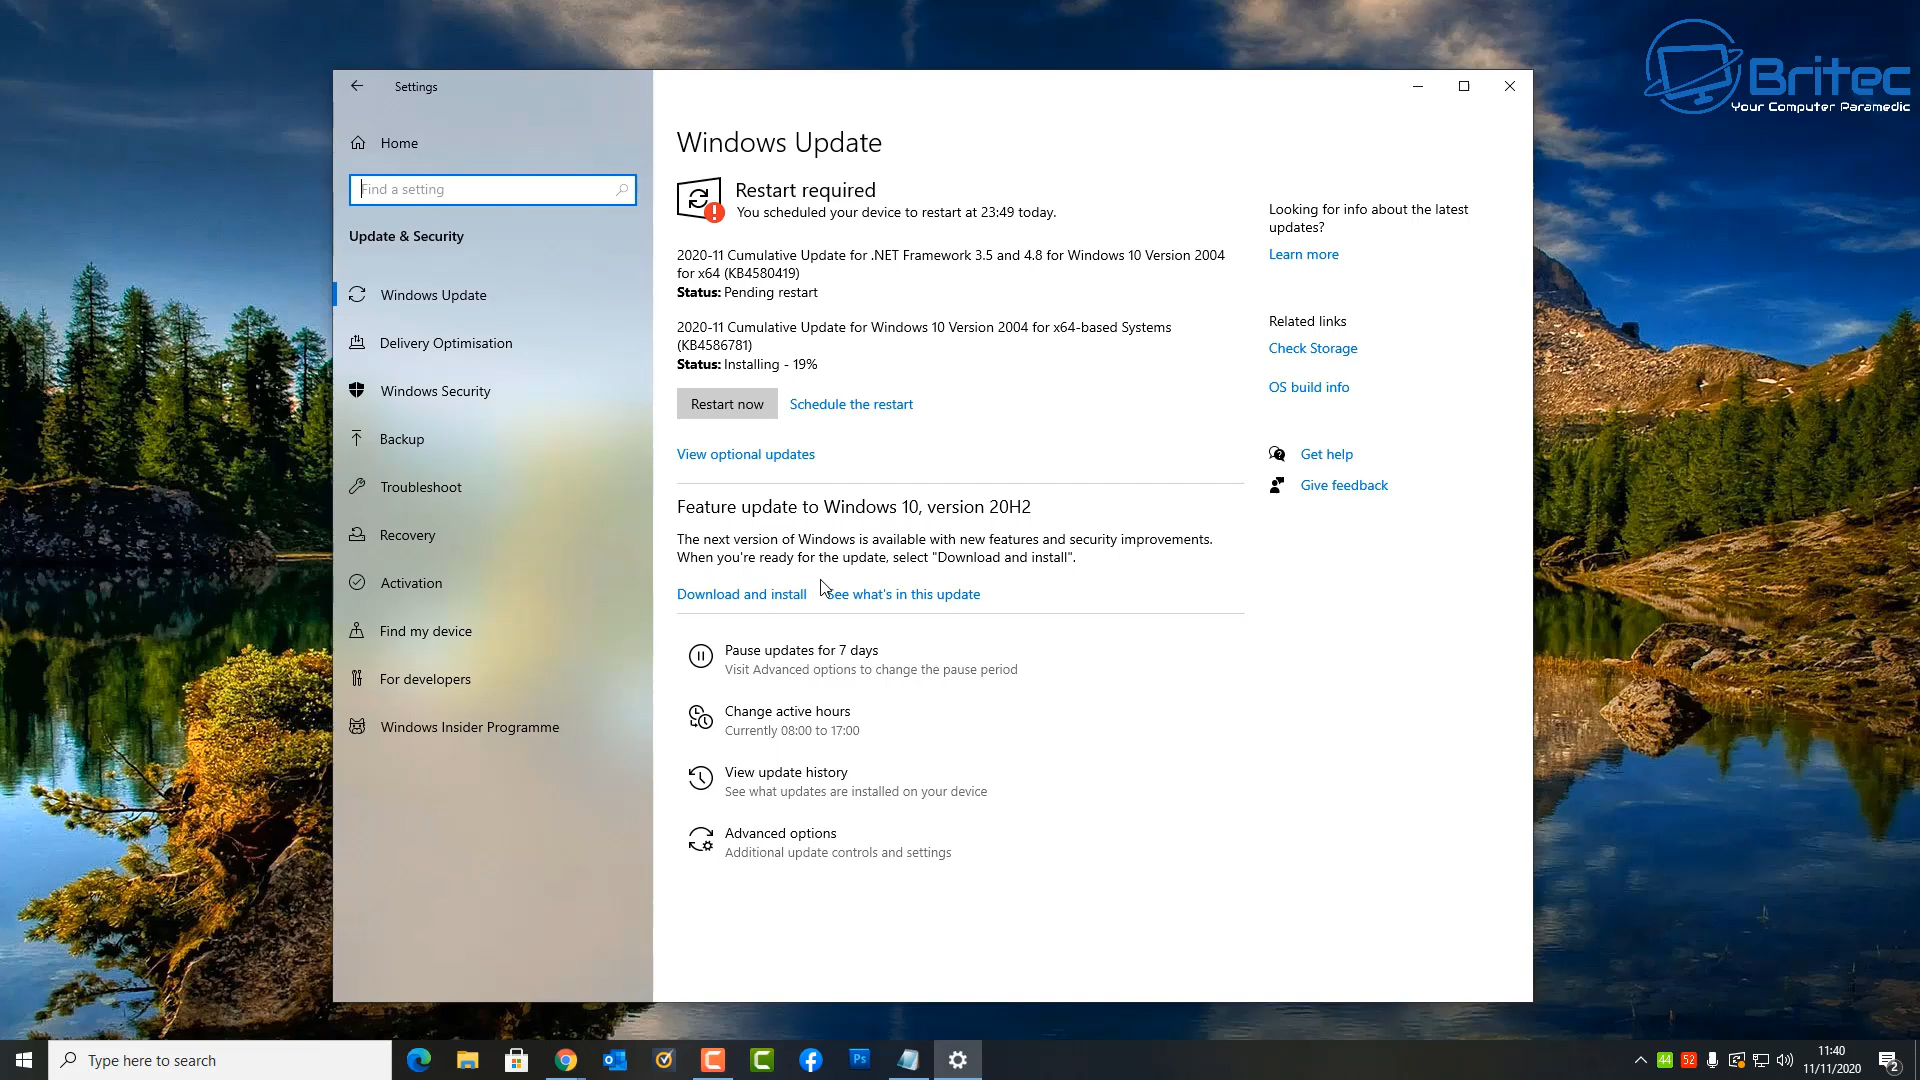 Britec
Your Computer Paramedic
Settings
Home
Find a setting
Update & Security
Windows Update
Delivery Optimisation
Windows Security
Backup
Troubleshoot
Recovery
Activation
Find my device
For developers
Windows Insider Programme
Windows Update
Restart required
You scheduled your device to restart at 23:49 today.
2020-11 Cumulative Update for .NET Framework 3.5 and 4.8 for Windows 10 Version 2004
for x64 (KB4580419)
Status: Pending restart
2020-11 Cumulative Update for Windows 10 Version 2004 for x64-based Systems
(KB4586781)
Status: Installing - 19%
Restart now Schedule the restart
View optional updates
Feature update to Windows 10, version 20H2
The next version of Windows is available with new features and security improvements.
When you're ready for the update, select "Download and install".
Download and install See what's in this update
Pause updates for 7 days
Visit Advanced options to change the pause period
Change active hours
Currently 08:00 to 17:00
View update history
See what updates are installed on your device
Advanced options
Additional update controls and settings
Looking for info about the latest
updates?
Learn more
Related links
Check Storage
OS build info
Get help
Give feedback
Type here to search
Ps
44
52
11:40
11/11/2020
2